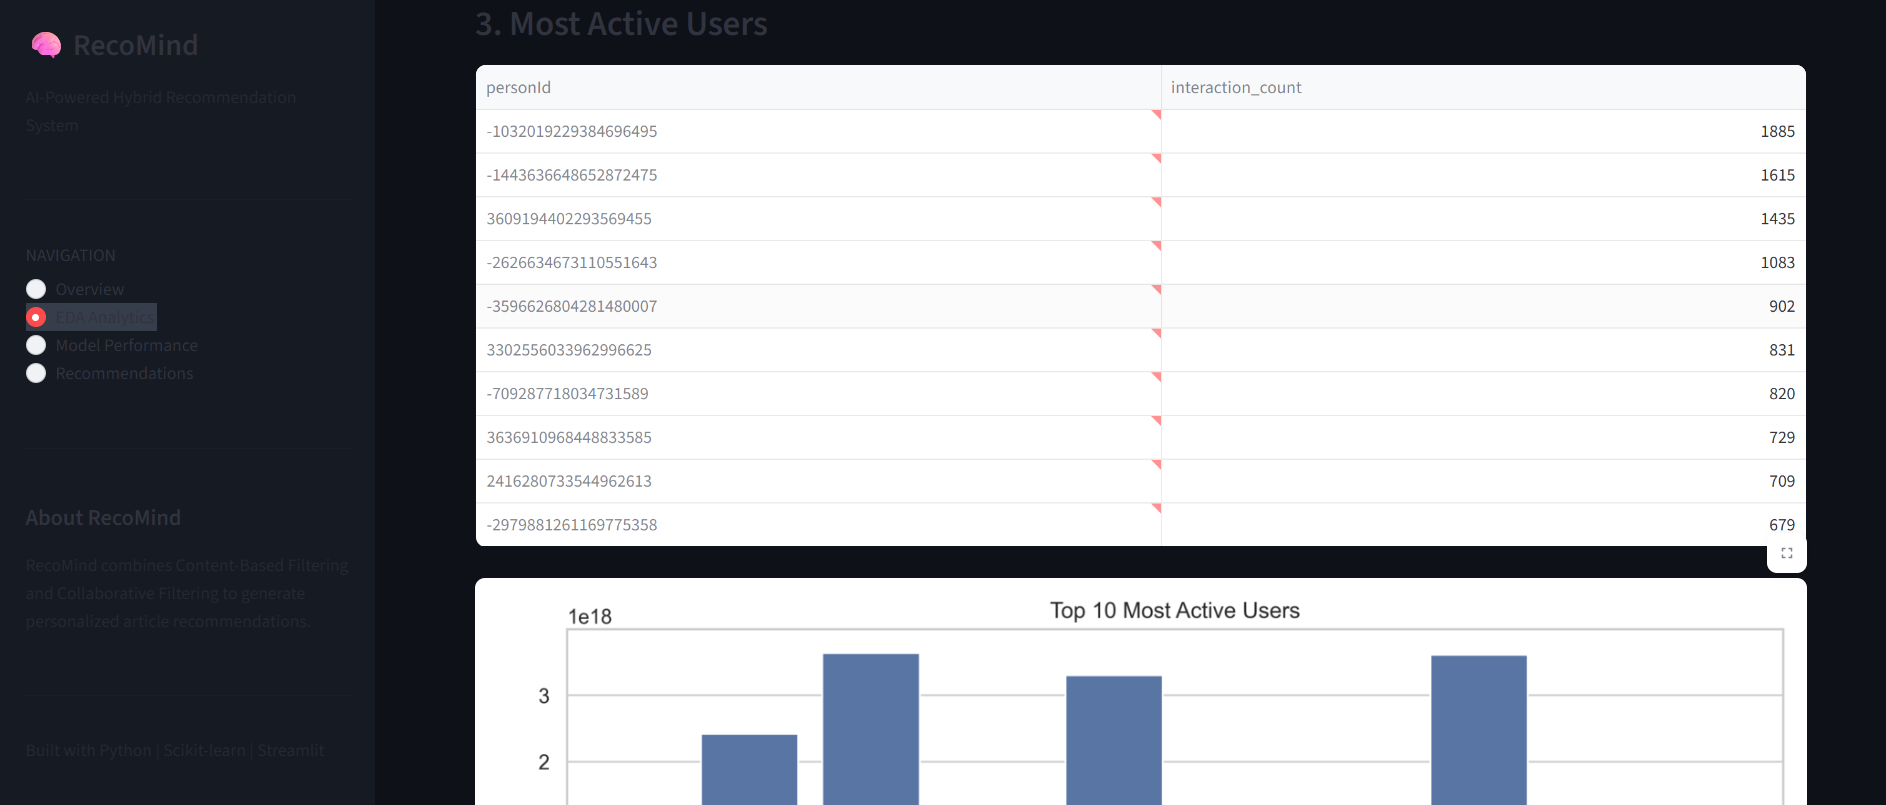 RecoMind
AI-Powered Hybrid Recommendation
System
NAVIGATION
Overview
EDA Analytics
Model Performance
Recommendations
About RecoMind
RecoMind combines Content-Based Filtering
and Collaborative Filtering to generate
personalized article recommendations.
Built with Python | Scikit-learn | Streamlit
3. Most Active Users
personId interaction_count
-1032019229384696495 1885
-1443636648652872475 1615
3609194402293569455 1435
-2626634673110551643 1083
-3596626804281480007 902
3302556033962996625 831
-709287718034731589 820
3636910968448833585 729
2416280733544962613 709
-2979881261169775358 679
1e18
Top 10 Most Active Users
3
2